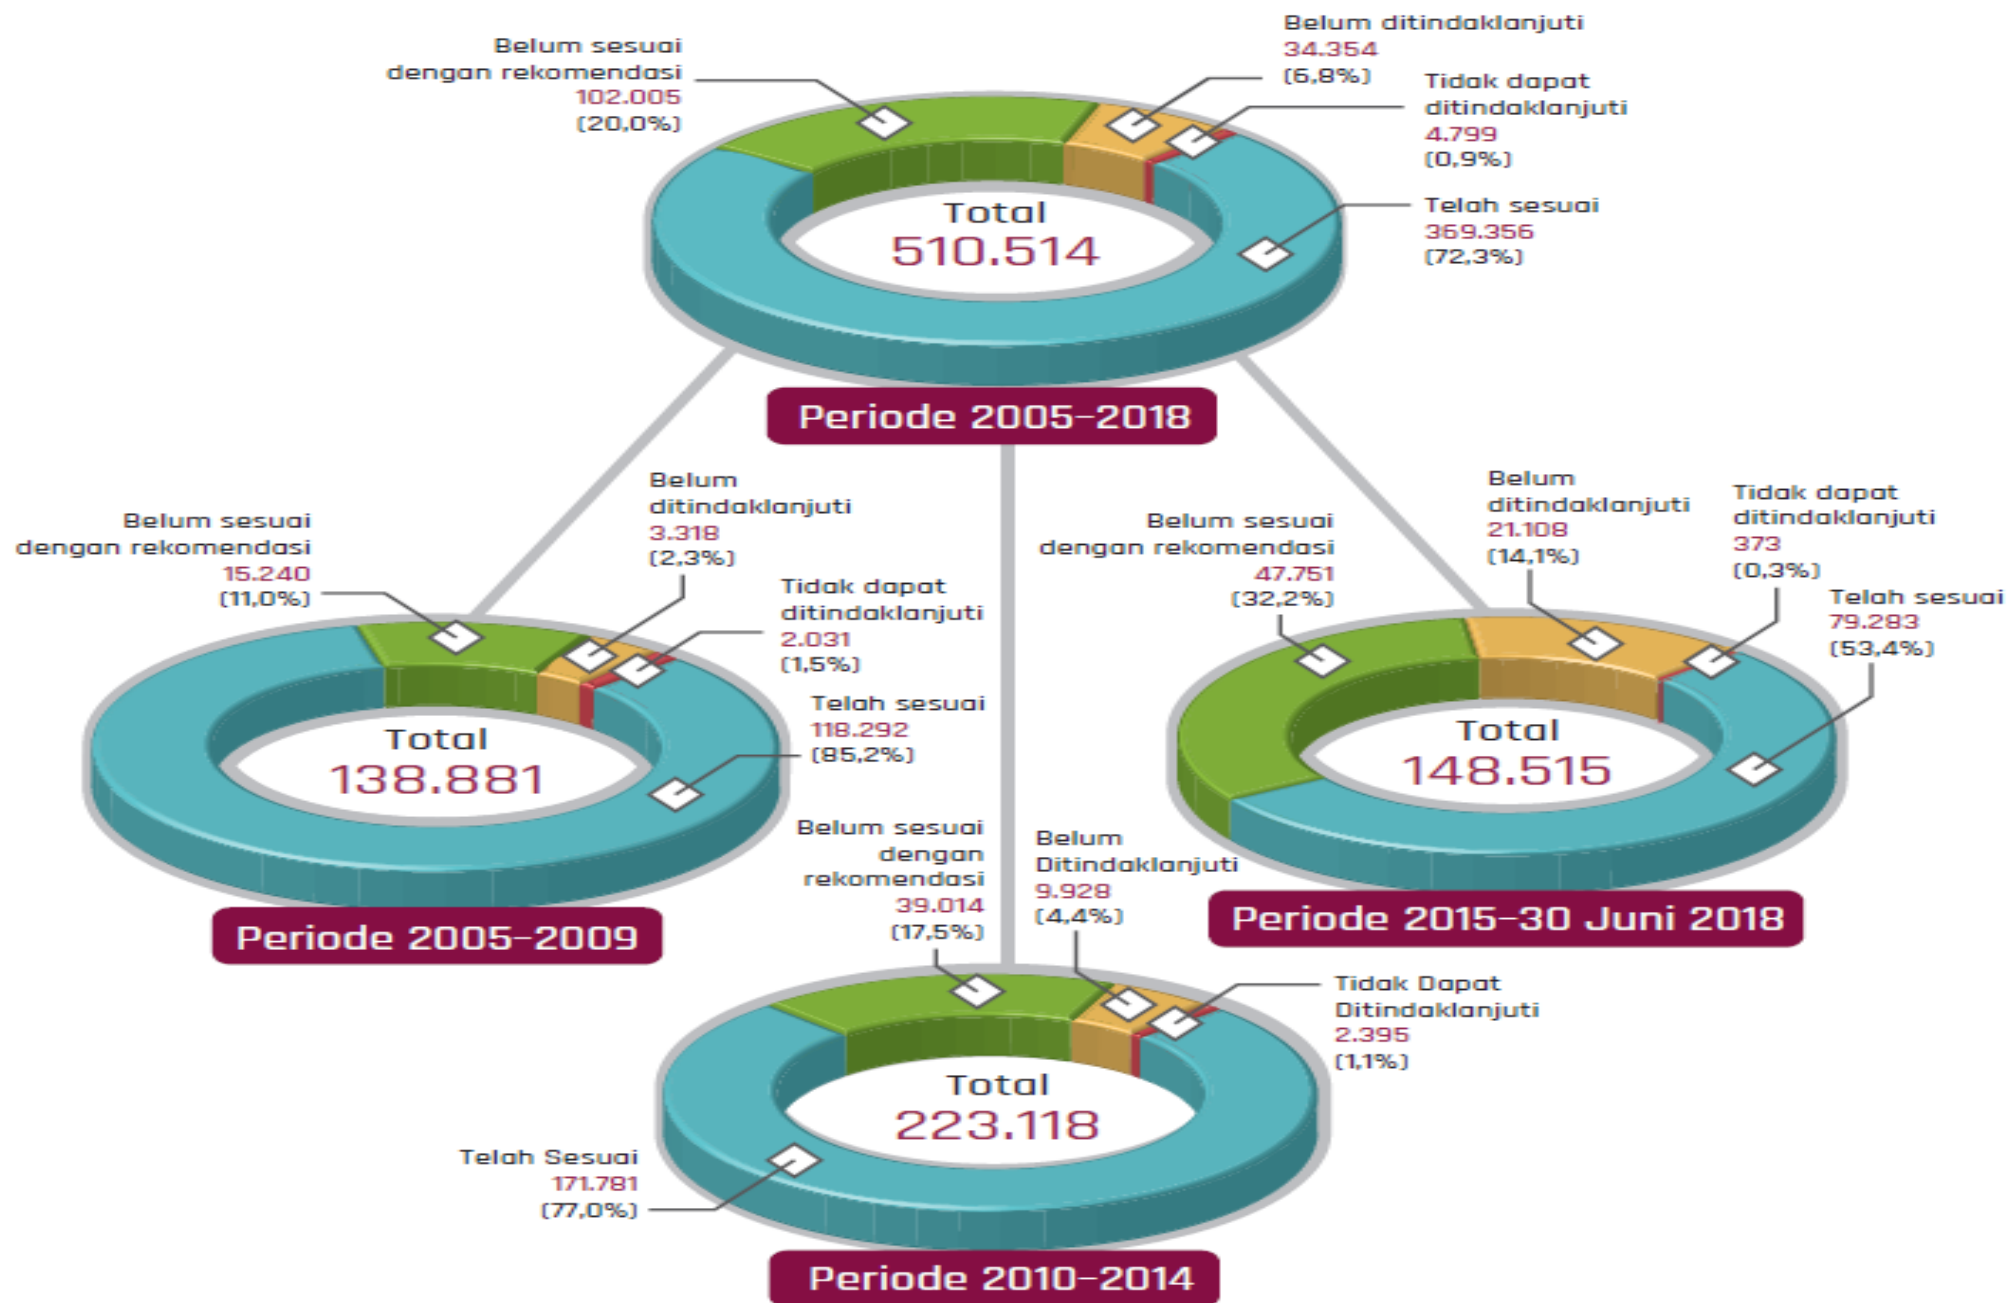 Belum sesuai
dengan rekomendasi
102.005
(20,0%)
Belum ditindaklanjuti
34.354
(6,8%)
Tidak dapat
ditindaklanjuti
4.799
(0,9%)
Telah sesuai
369.356
(72,3%)
Total
510.514
Periode 2005-2018
Belum sesuai
dengan rekomendasi
15.240
(11,0%)
Belum
ditindaklanjuti
3.318
(2,3%)
Tidak dapat
ditindaklanjuti
2.031
(1,5%)
Telah sesuai
118.292
(85,2%)
Total
138.881
Periode 2005-2009
Belum sesuai
dengan rekomendasi
47.751
(32,2%)
Belum
ditindaklanjuti
21.108
(14,1%)
Tidak dapat
ditindaklanjuti
373
(0,3%)
Telah sesuai
79.283
(53,4%)
Total
148.515
Periode 2015-30 Juni 2018
Belum sesuai
dengan
rekomendasi
39.014
(17,5%)
Belum
Ditindaklanjuti
9.928
(4,4%)
Tidak Dapat
Ditindaklanjuti
2.395
(1,1%)
Total
223.118
Telah Sesuai
171.781
(77,0%)
Periode 2010-2014